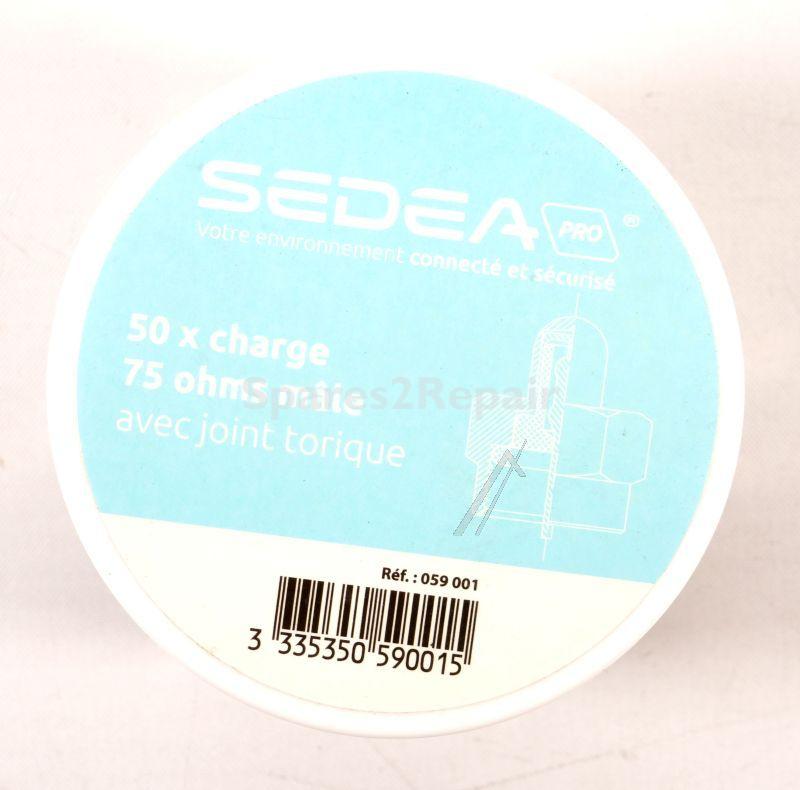 SEDEA PRO ®
Votre environnement connecté et sécurisé
50 x charge
75 ohms mâle
avec joint torique
Spares2Repair
Réf. : 059 001
3 335350 590015